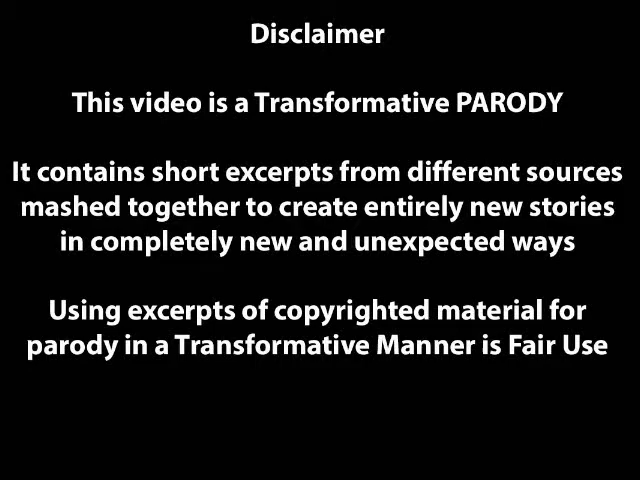 Disclaimer
This video is a Transformative PARODY
It contains short excerpts from different sources
mashed together to create entirely new stories
in completely new and unexpected ways
Using excerpts of copyrighted material for
parody in a Transformative Manner is Fair Use